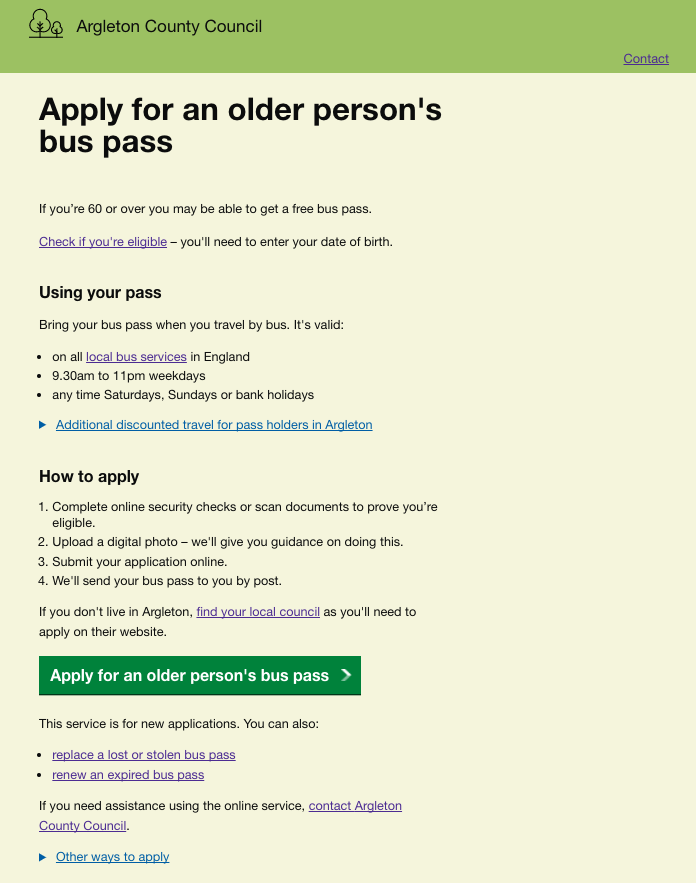 Argleton County Council
Contact
Apply for an older person's
bus pass
If you’re 60 or over you may be able to get a free bus pass.
Check if you're eligible – you'll need to enter your date of birth.
Using your pass
Bring your bus pass when you travel by bus. It's valid:
• on all local bus services in England
• 9.30am to 11pm weekdays
• any time Saturdays, Sundays or bank holidays
Additional discounted travel for pass holders in Argleton
How to apply
1. Complete online security checks or scan documents to prove you’re
eligible.
2. Upload a digital photo – we'll give you guidance on doing this.
3. Submit your application online.
4. We'll send your bus pass to you by post.
If you don't live in Argleton, find your local council as you'll need to
apply on their website.
Apply for an older person's bus pass
This service is for new applications. You can also:
• replace a lost or stolen bus pass
• renew an expired bus pass
If you need assistance using the online service, contact Argleton
County Council.
Other ways to apply